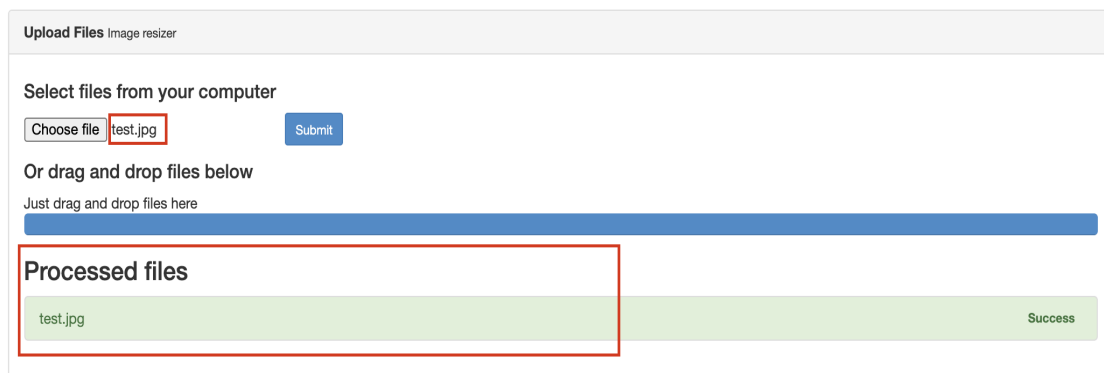 Upload Files Image resizer
Select files from your computer
Choose file test.jpg Submit
Or drag and drop files below
Just drag and drop files here
Processed files
test.jpg Success